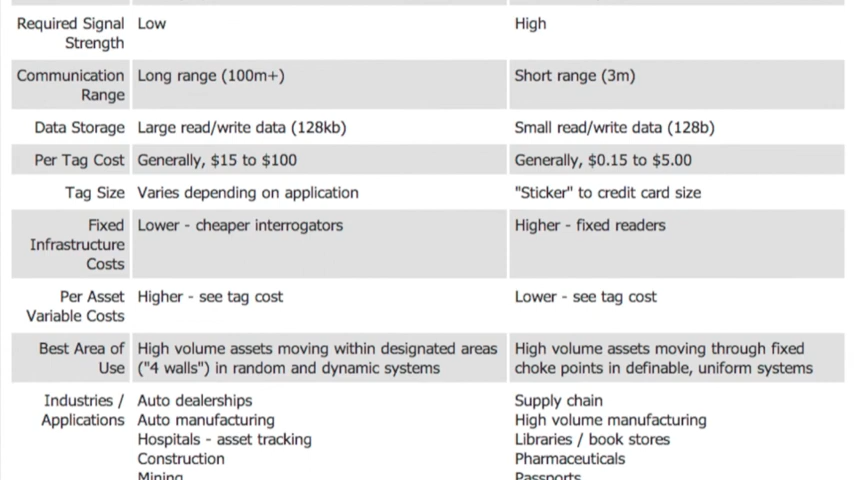 Required Signal Strength Low High
Communication Range Long range (100m+) Short range (3m)
Data Storage Large read/write data (128kb) Small read/write data (128b)
Per Tag Cost Generally, $15 to $100 Generally, $0.15 to $5.00
Tag Size Varies depending on application "Sticker" to credit card size
Fixed Infrastructure Costs Lower - cheaper interrogators Higher - fixed readers
Per Asset Variable Costs Higher - see tag cost Lower - see tag cost
Best Area of Use High volume assets moving within designated areas ("4 walls") in random and dynamic systems High volume assets moving through fixed choke points in definable, uniform systems
Industries / Applications Auto dealerships Supply chain
Auto manufacturing High volume manufacturing
Hospitals - asset tracking Libraries / book stores
Construction Pharmaceuticals
Mining Passports